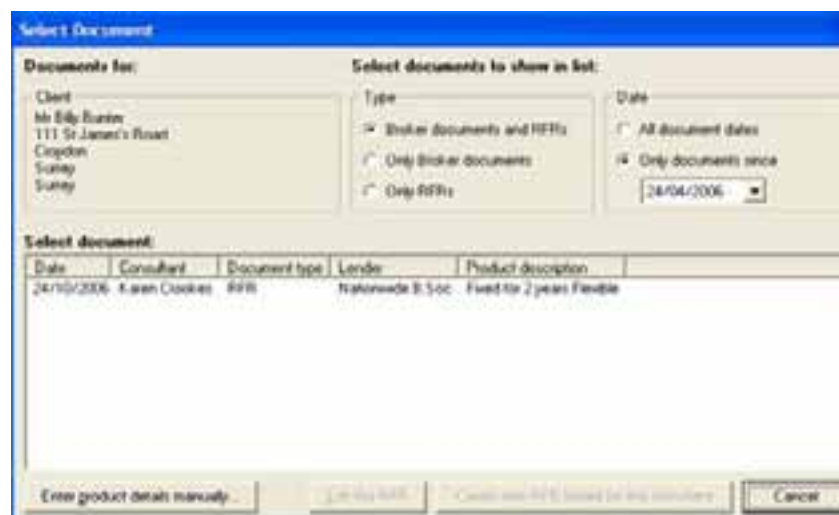 Select Document
Documents for:
Select documents to show in list:
Client
Mr Billy Bunter
111 St James's Road
Croydon
Surrey
Surrey
Type
Broker documents and RFRs
Only Broker documents
Only RFRs
Date
All document dates
Only documents since
24/04/2006
Select document:
Date Consultant Document type Lender Product description
24/10/2006 Karen RFR Nationwide B.Soc Fixed for 2 years Flexible
Enter product details manually...
Cancel